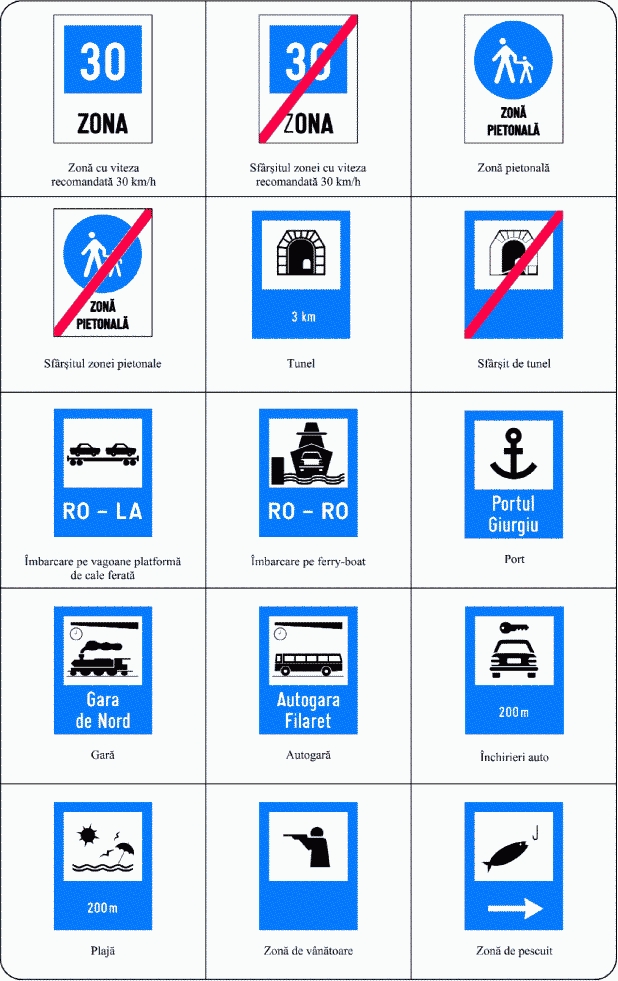 30
ZONA
Zonă cu viteza
recomandată 30 km/h
30
ZONA
Sfârșitul zonei cu viteza
recomandată 30 km/h
ZONĂ
PIETONALĂ
Zonă pietonală
ZONĂ
PIETONALĂ
Sfârșitul zonei pietonale
3 km
Tunel
Sfârșit de tunel
RO – LA
Îmbarcare pe vagoane platformă
de cale ferată
RO – RO
Îmbarcare pe ferry-boat
Portul
Giurgiu
Port
Gara
de Nord
Gară
Autogara
Filaret
Autogară
200 m
Închirieri auto
200 m
Plajă
Zonă de vânătoare
Zonă de pescuit